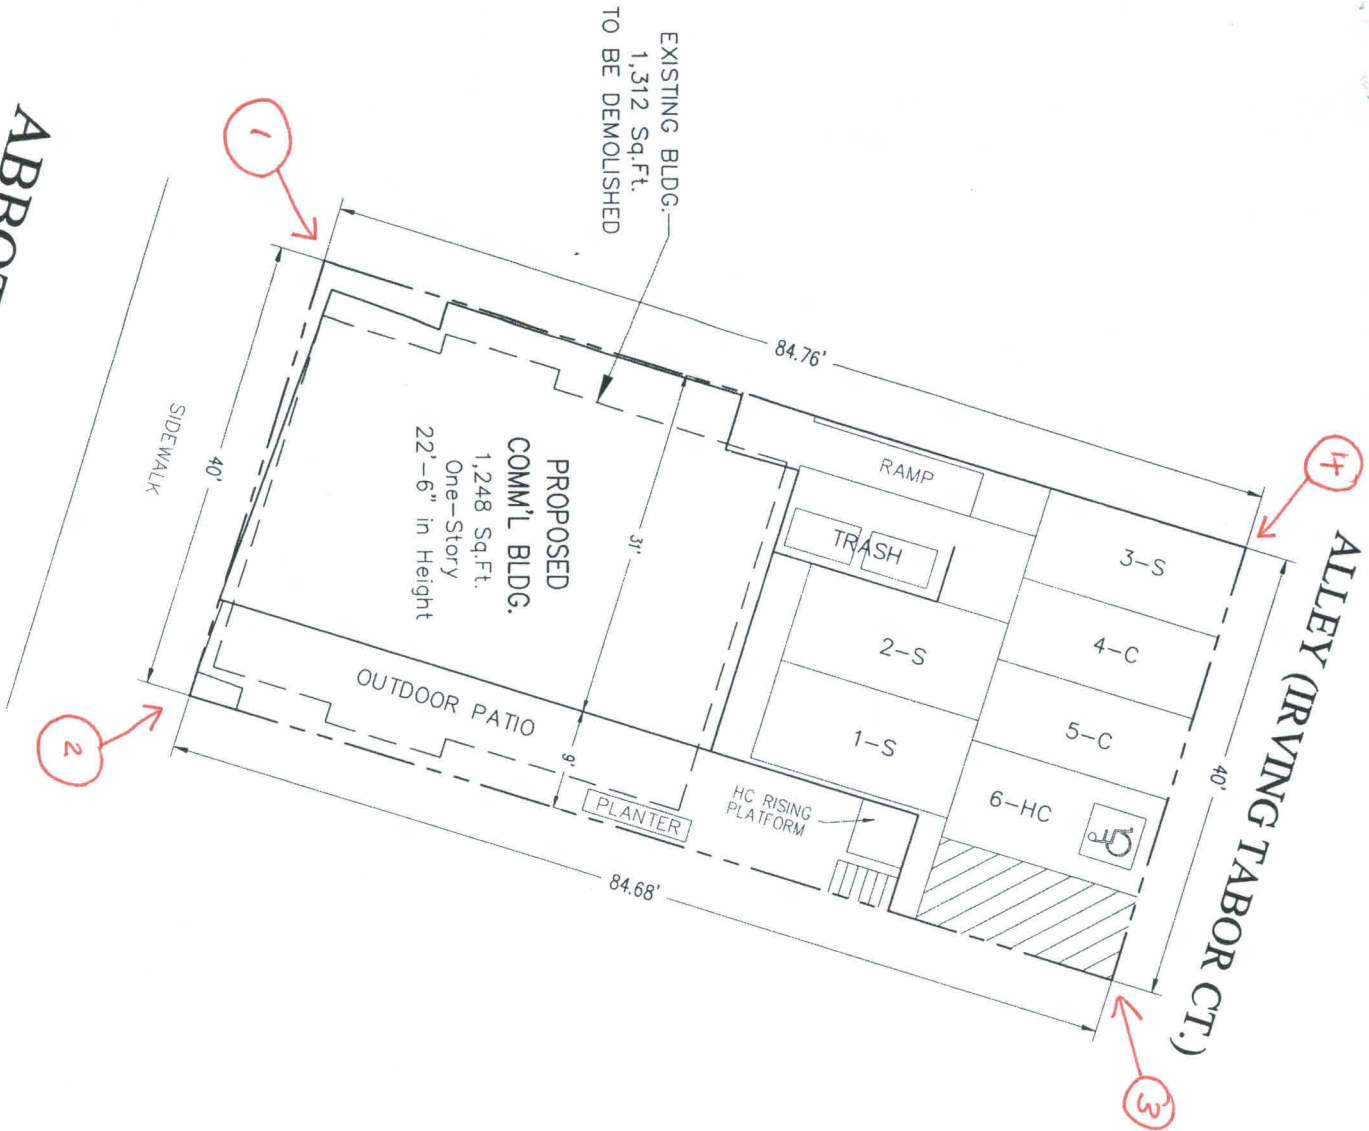 EXISTING BLDG.
1,312 Sq.Ft.
TO BE DEMOLISHED
1
84.76'
4
ALLEY (IRVING TABOR CT.)
40'
SIDEWALK
40'
PROPOSED
COMM'L BLDG.
1,248 Sq.Ft.
One-Story
22'-6" in Height
31'
RAMP
TRASH
3-S
4-C
5-C
6-HC
2-S
1-S
OUTDOOR PATIO
9'
PLANTER
HC RISING
PLATFORM
84.68'
2
3